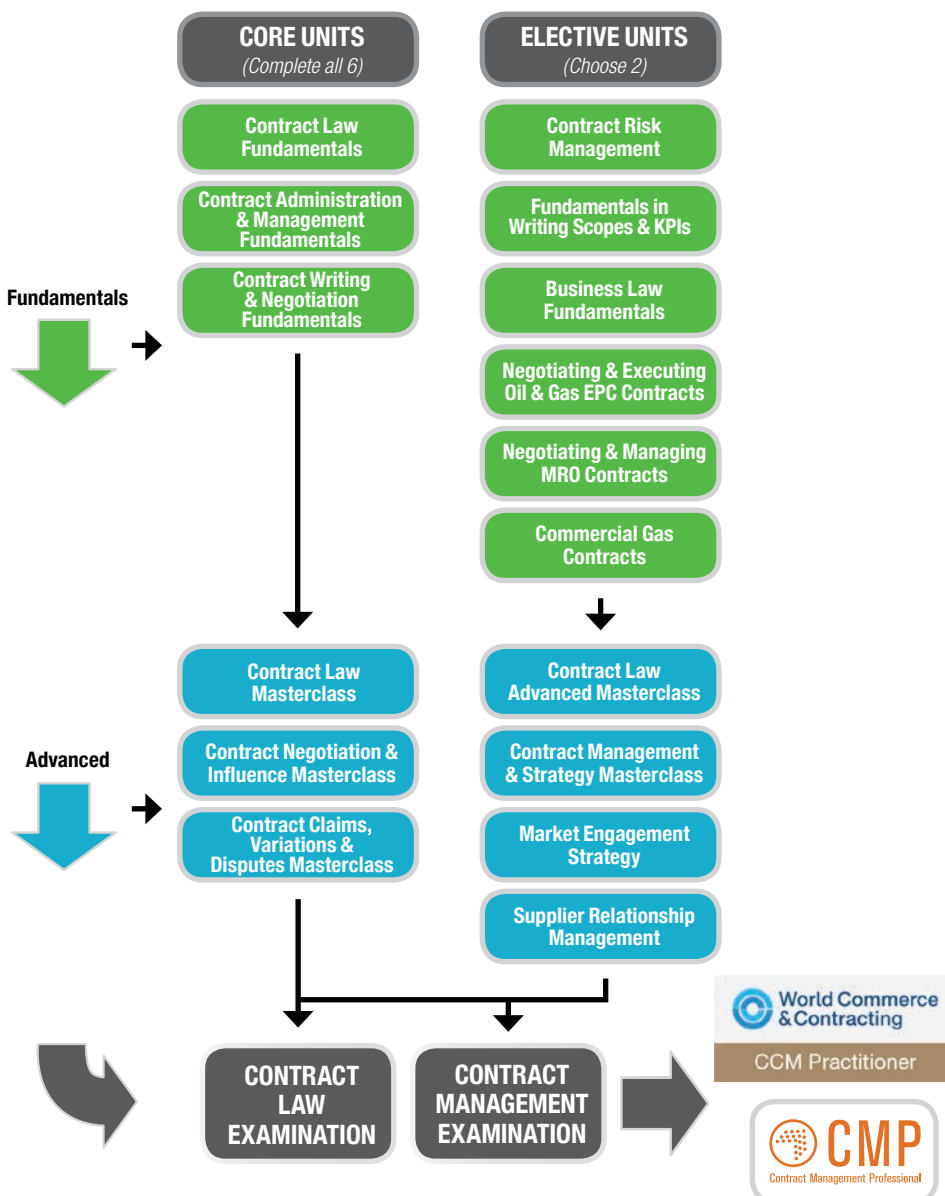 CORE UNITS
(Complete all 6)
ELECTIVE UNITS
(Choose 2)
Contract Law
Fundamentals
Contract Administration
& Management
Fundamentals
Contract Writing
& Negotiation
Fundamentals
Contract Risk
Management
Fundamentals in
Writing Scopes & KPIs
Business Law
Fundamentals
Negotiating & Executing
Oil & Gas EPC Contracts
Negotiating & Managing
MRO Contracts
Commercial Gas
Contracts
Fundamentals
Contract Law
Masterclass
Contract Negotiation &
Influence Masterclass
Contract Claims,
Variations &
Disputes Masterclass
Contract Law
Advanced Masterclass
Contract Management
& Strategy Masterclass
Market Engagement
Strategy
Supplier Relationship
Management
Advanced
CONTRACT
LAW
EXAMINATION
CONTRACT
MANAGEMENT
EXAMINATION
World Commerce
& Contracting
CCM Practitioner
CMP
Contract Management Professional